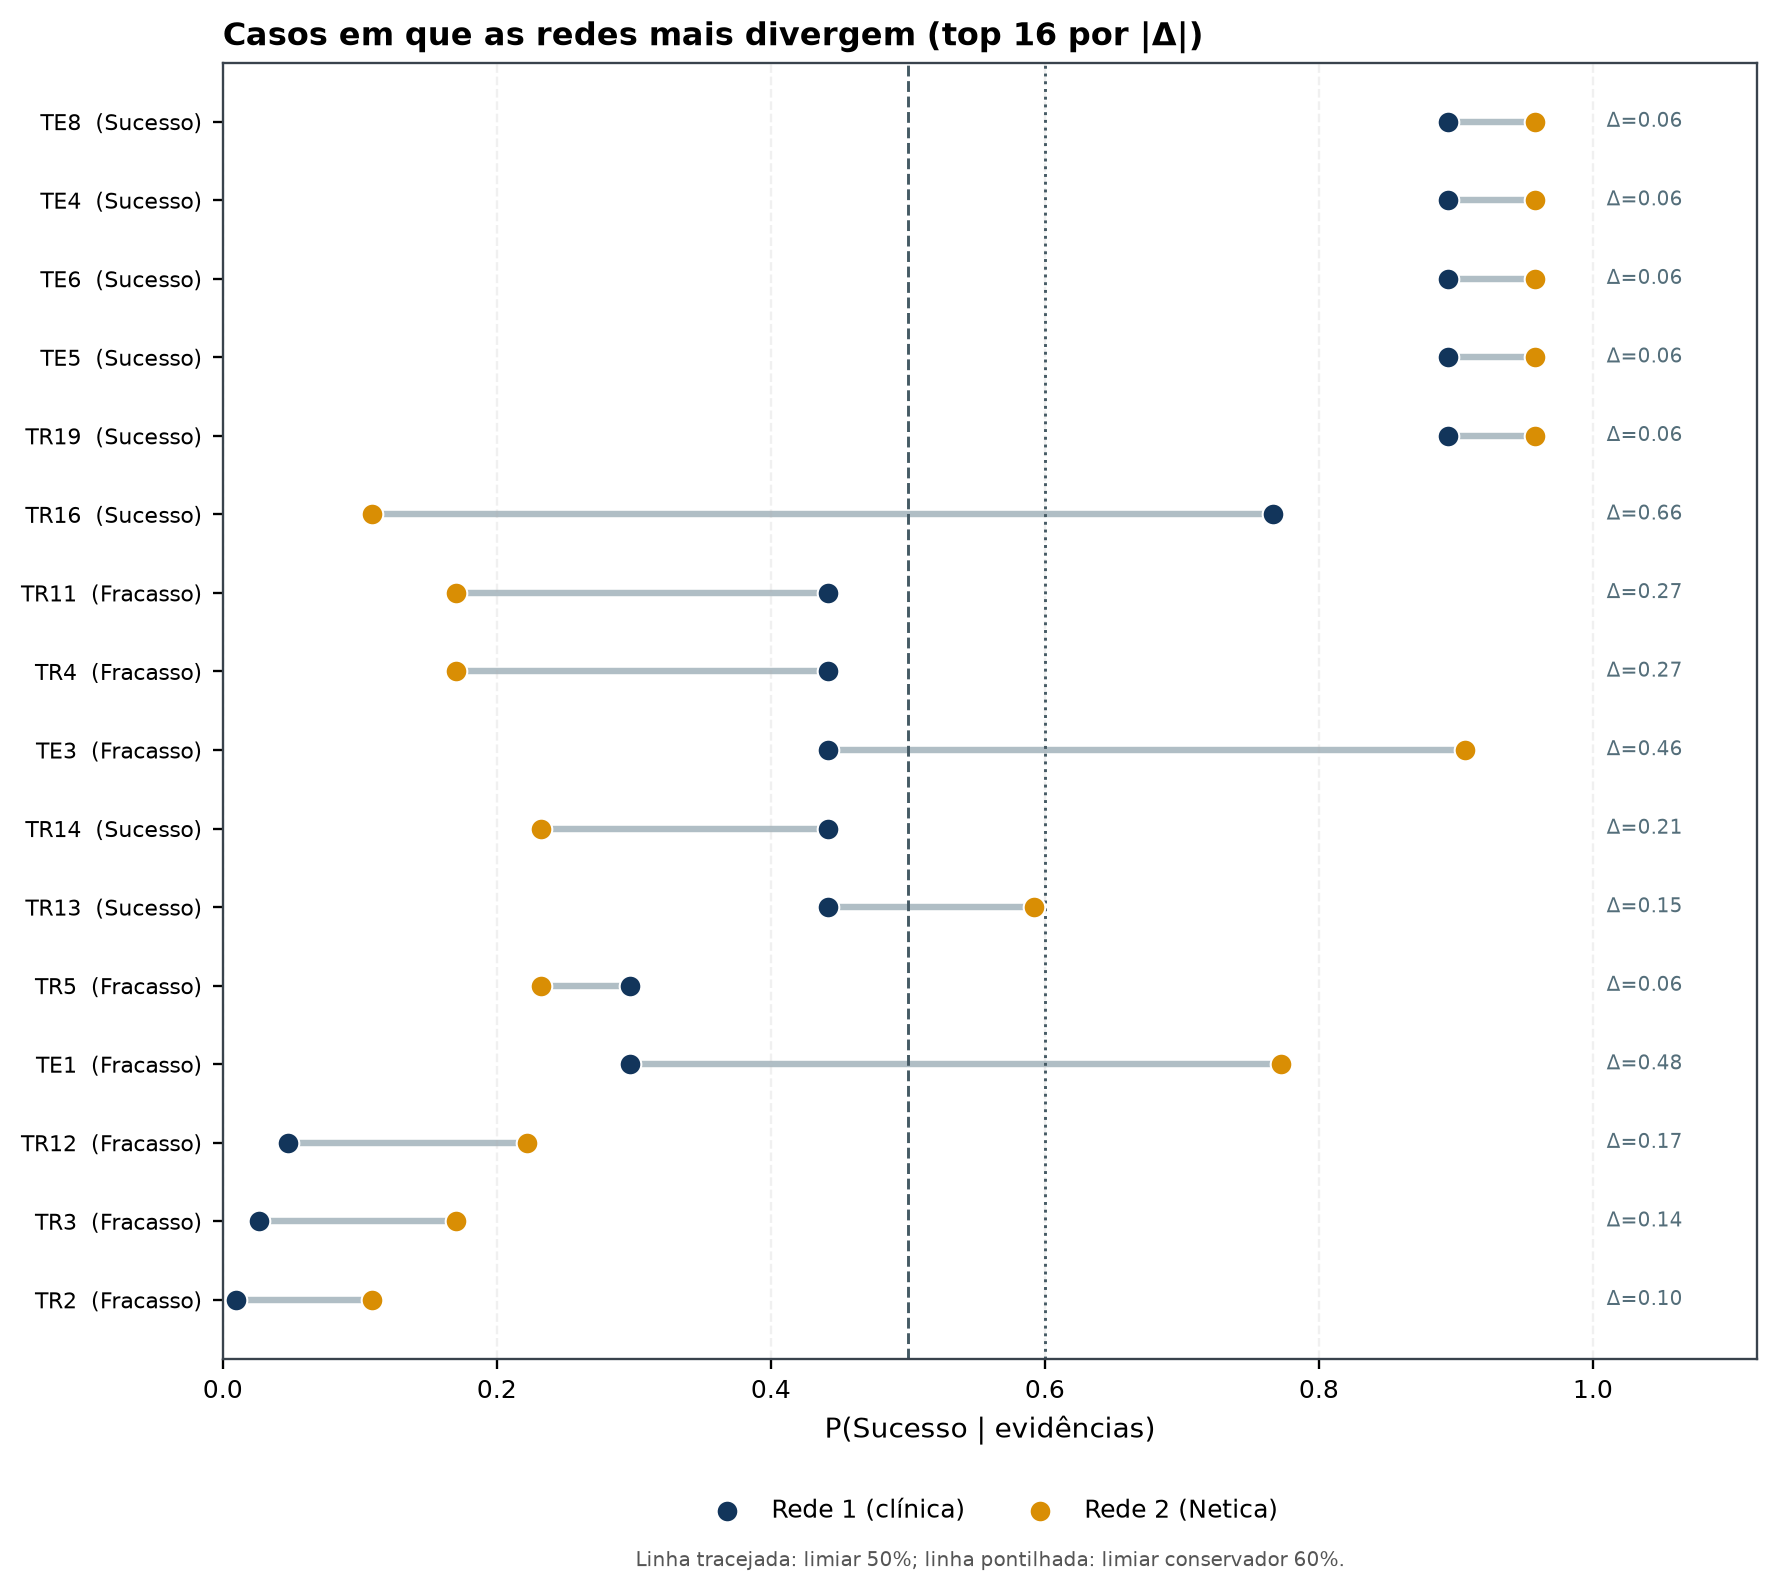 Casos em que as redes mais divergem (top 16 por |Δ|)
TE8 (Sucesso) Δ=0.06
TE4 (Sucesso) Δ=0.06
TE6 (Sucesso) Δ=0.06
TE5 (Sucesso) Δ=0.06
TR19 (Sucesso) Δ=0.06
TR16 (Sucesso) Δ=0.66
TR11 (Fracasso) Δ=0.27
TR4 (Fracasso) Δ=0.27
TE3 (Fracasso) Δ=0.46
TR14 (Sucesso) Δ=0.21
TR13 (Sucesso) Δ=0.15
TR5 (Fracasso) Δ=0.06
TE1 (Fracasso) Δ=0.48
TR12 (Fracasso) Δ=0.17
TR3 (Fracasso) Δ=0.14
TR2 (Fracasso) Δ=0.10
0.0 0.2 0.4 0.6 0.8 1.0
P(Sucesso | evidências)
Rede 1 (clínica) Rede 2 (Netica)
Linha tracejada: limiar 50%; linha pontilhada: limiar conservador 60%.